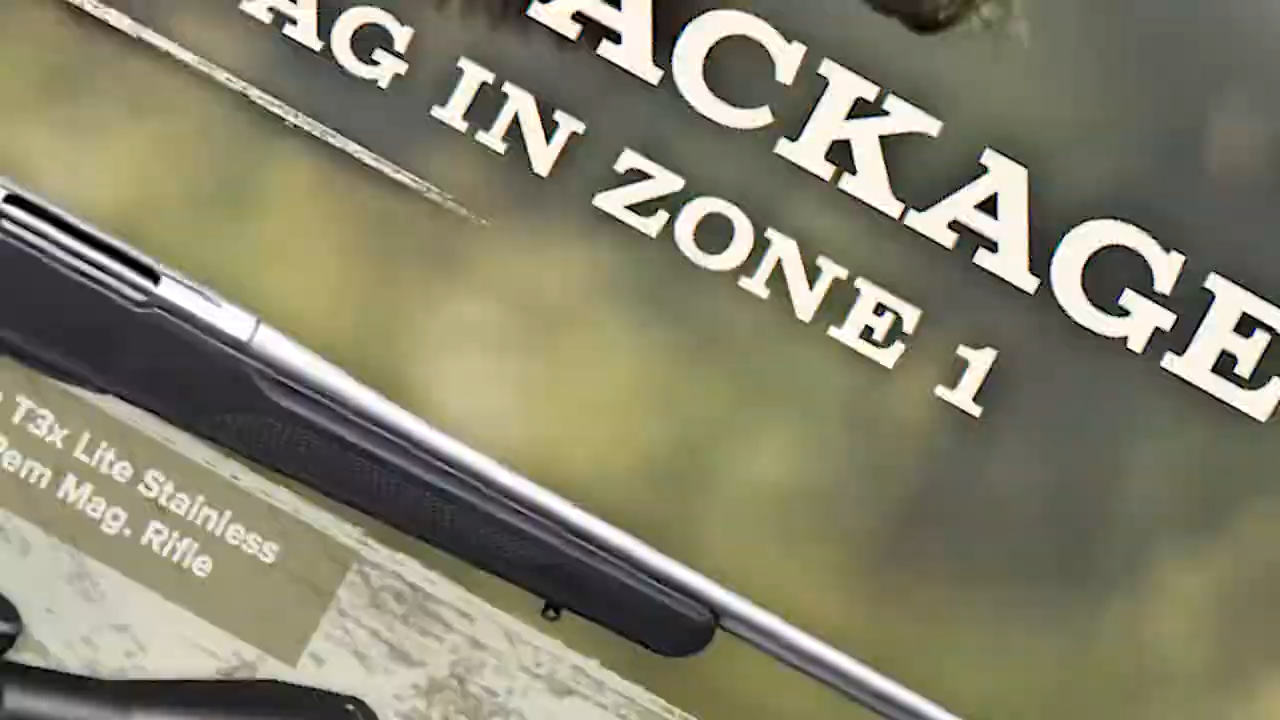 ACKAGE
AG IN ZONE 1
T3x Lite Stainless
Rem Mag. Rifle